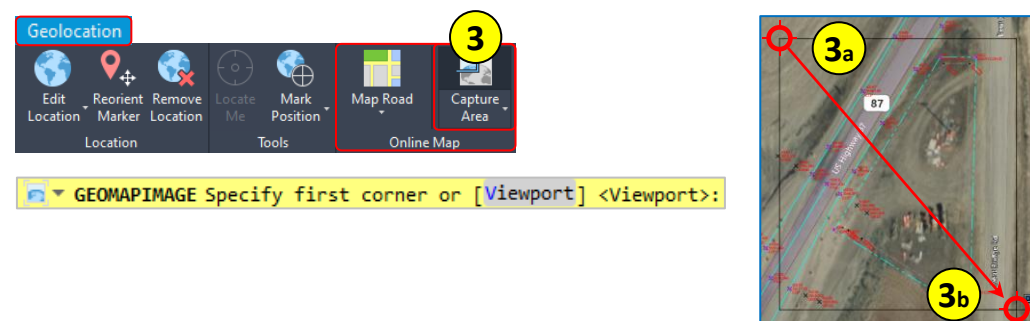 Geolocation
3
Edit Location
Reorient Marker
Remove Location
Locate Me
Mark Position
Map Road
Capture Area
Location
Tools
Online Map
GEOMAPIMAGE Specify first corner or [Viewport] <Viewport>:
3a
87
US Highway 87
3b